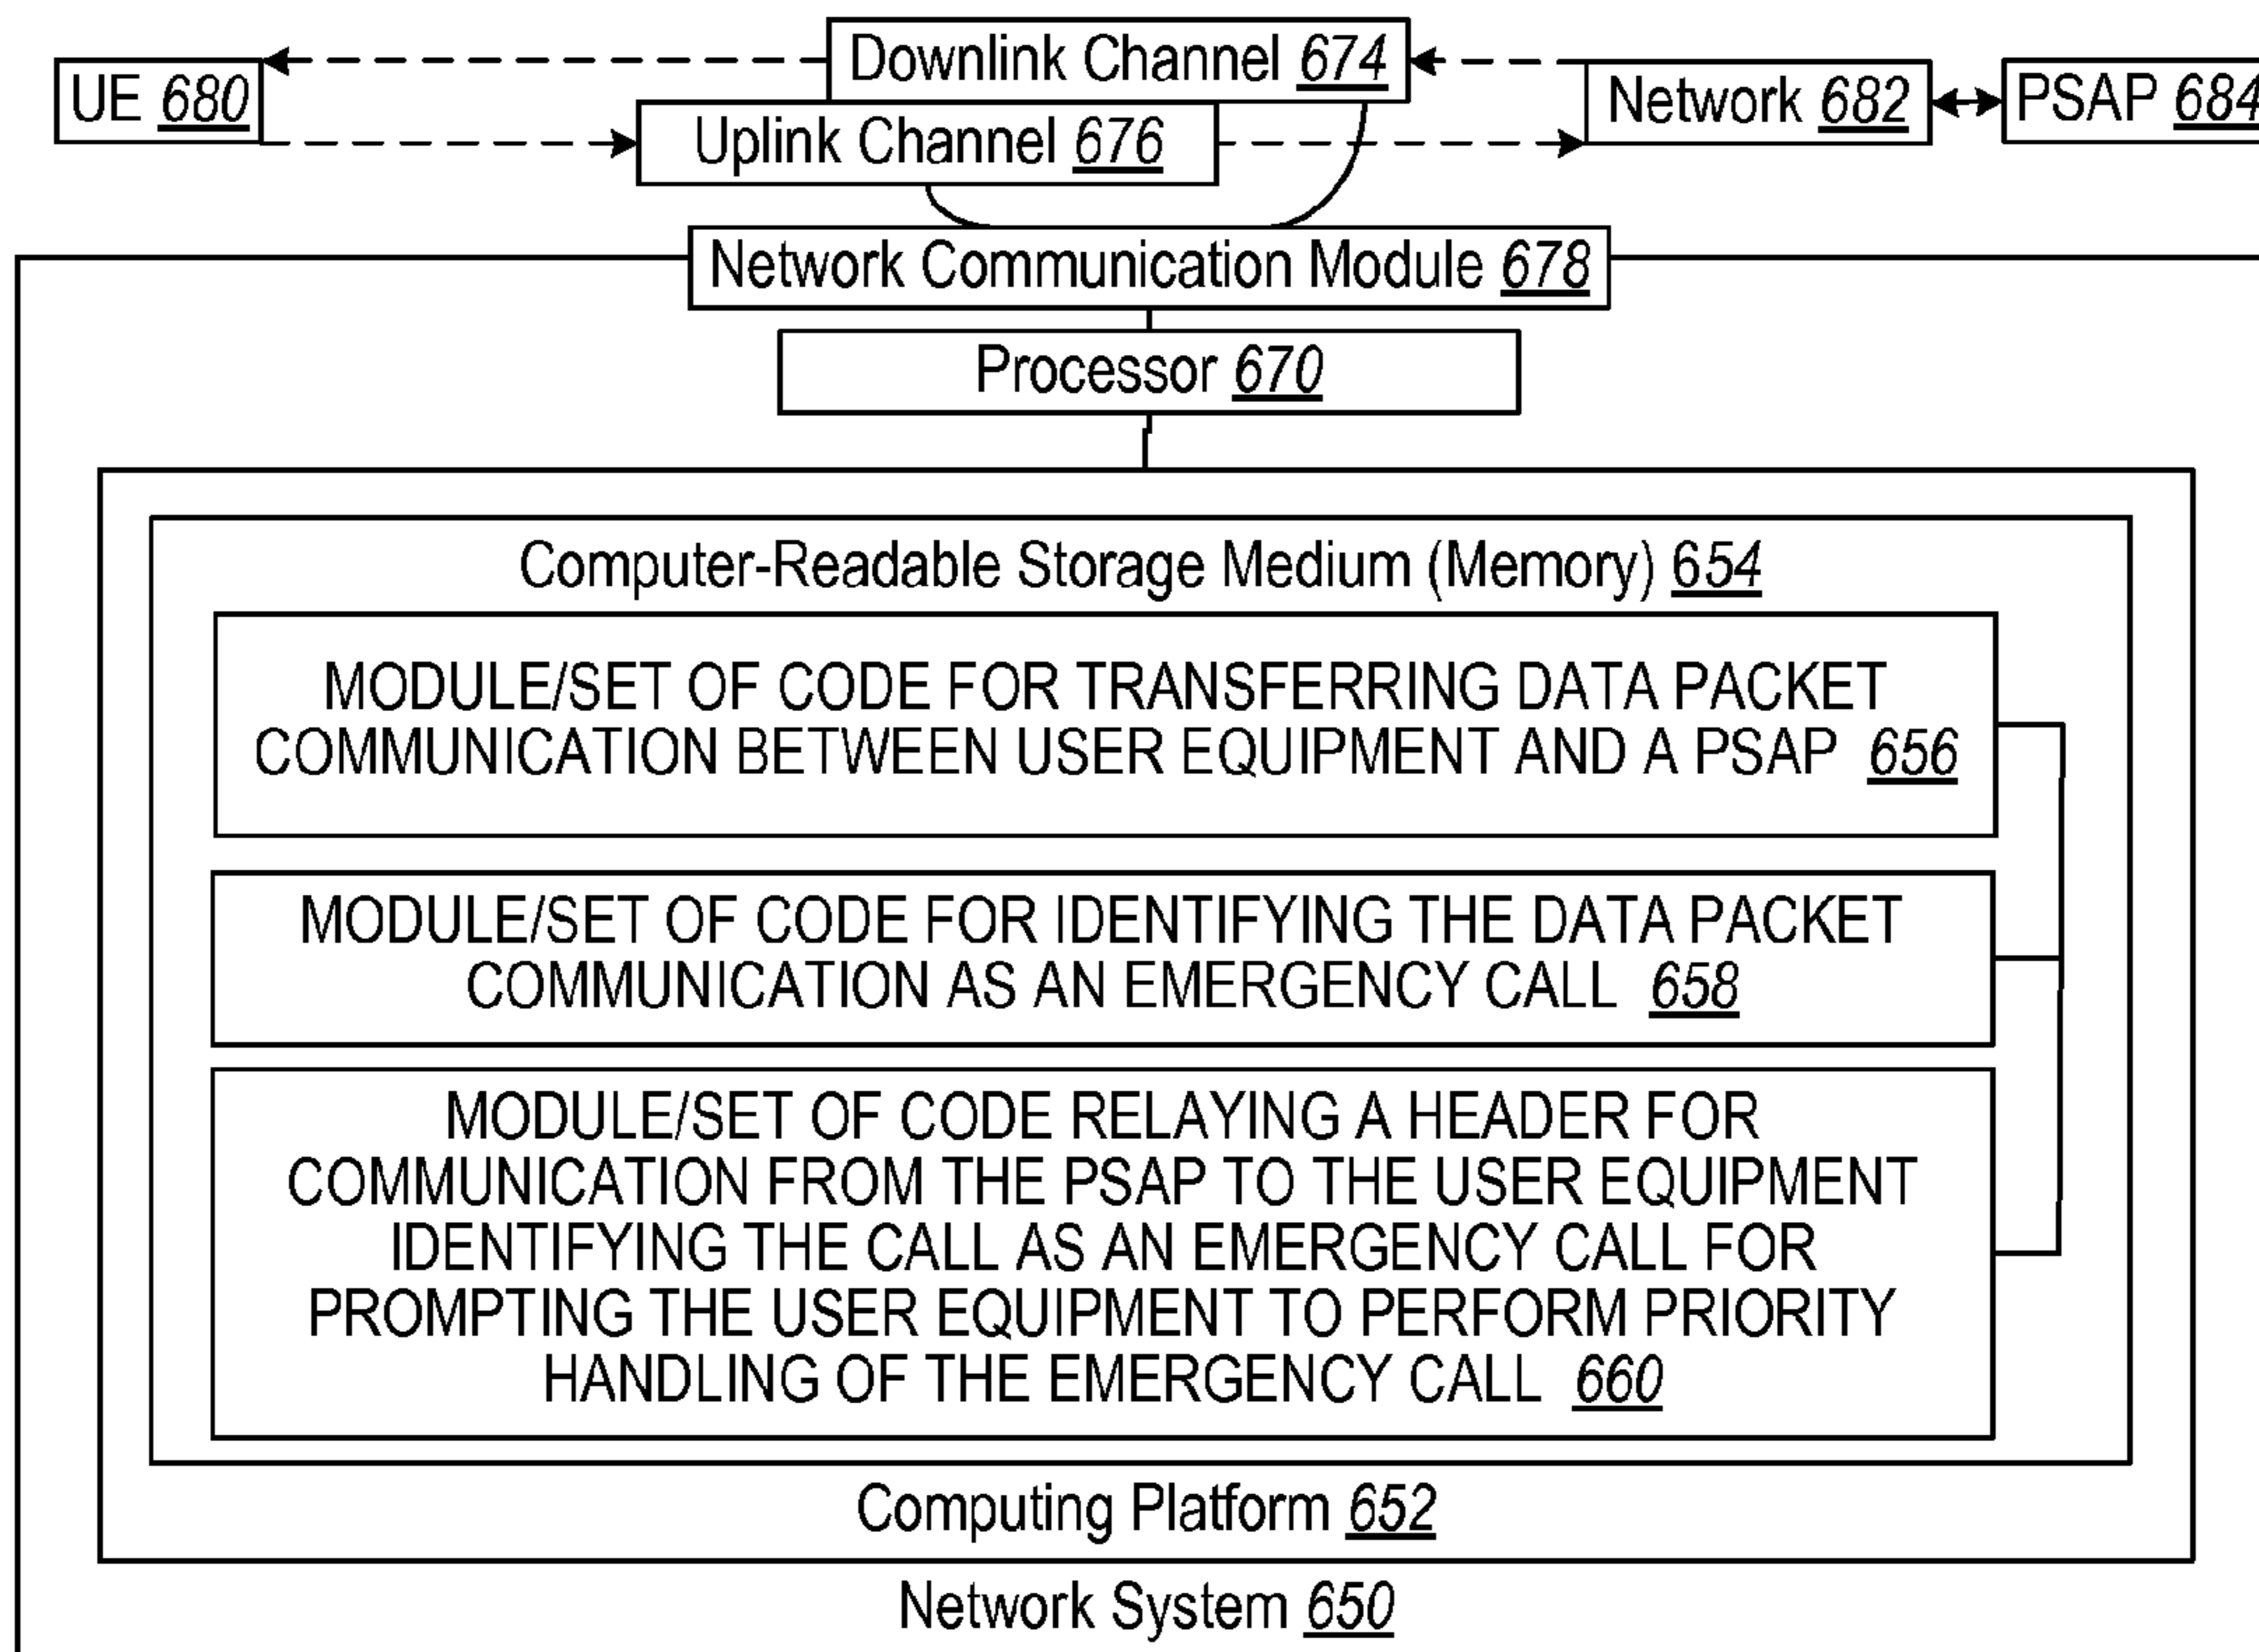 Downlink Channel 674
UE 680
Network 682
PSAP 684
Uplink Channel 676
Network Communication Module 678
Processor 670
Computer-Readable Storage Medium (Memory) 654
MODULE/SET OF CODE FOR TRANSFERRING DATA PACKET
COMMUNICATION BETWEEN USER EQUIPMENT AND A PSAP 656
MODULE/SET OF CODE FOR IDENTIFYING THE DATA PACKET
COMMUNICATION AS AN EMERGENCY CALL 658
MODULE/SET OF CODE RELAYING A HEADER FOR
COMMUNICATION FROM THE PSAP TO THE USER EQUIPMENT
IDENTIFYING THE CALL AS AN EMERGENCY CALL FOR
PROMPTING THE USER EQUIPMENT TO PERFORM PRIORITY
HANDLING OF THE EMERGENCY CALL 660
Computing Platform 652
Network System 650